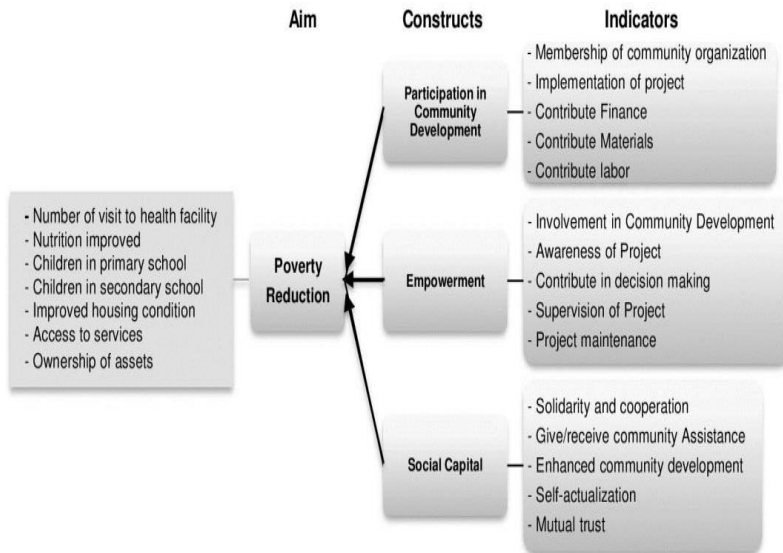 Aim
Constructs
Indicators
- Number of visit to health facility
- Nutrition improved
- Children in primary school
- Children in secondary school
- Improved housing condition
- Access to services
- Ownership of assets
Poverty
Reduction
Participation in
Community
Development
- Membership of community organization
- Implementation of project
- Contribute Finance
- Contribute Materials
- Contribute labor
Empowerment
- Involvement in Community Development
- Awareness of Project
- Contribute in decision making
- Supervision of Project
- Project maintenance
Social Capital
- Solidarity and cooperation
- Give/receive community Assistance
- Enhanced community development
- Self-actualization
- Mutual trust